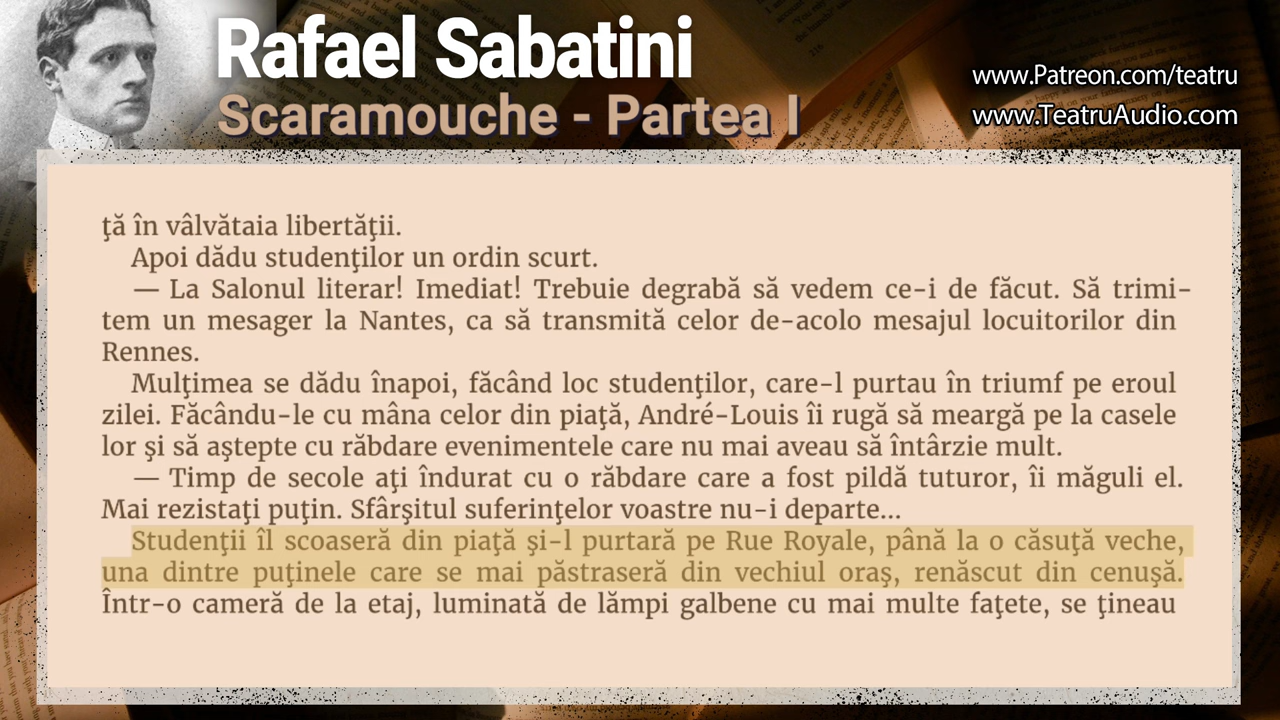 Rafael Sabatini
Scaramouche - Partea I
www.Patreon.com/teatru
www.TeatruAudio.com
ţă în vâlvătaia libertăţii.
Apoi dădu studenţilor un ordin scurt.
— La Salonul literar! Imediat! Trebuie degrabă să vedem ce-i de făcut. Să trimi-
tem un mesager la Nantes, ca să transmită celor de-acolo mesajul locuitorilor din
Rennes.
Mulţimea se dădu înapoi, făcând loc studenţilor, care-l purtau în triumf pe eroul
zilei. Făcându-le cu mâna celor din piaţă, André-Louis îi rugă să meargă pe la casele
lor şi să aştepte cu răbdare evenimentele care nu mai aveau să întârzie mult.
— Timp de secole aţi îndurat cu o răbdare care a fost pildă tuturor, îi măguli el.
Mai rezistaţi puţin. Sfârşitul suferinţelor voastre nu-i departe...
Studenţii îl scoaseră din piaţă şi-l purtară pe Rue Royale, până la o căsuţă veche,
una dintre puţinele care se mai păstraseră din vechiul oraş, renăscut din cenuşă.
Într-o cameră de la etaj, luminată de lămpi galbene cu mai multe faţete, se ţineau